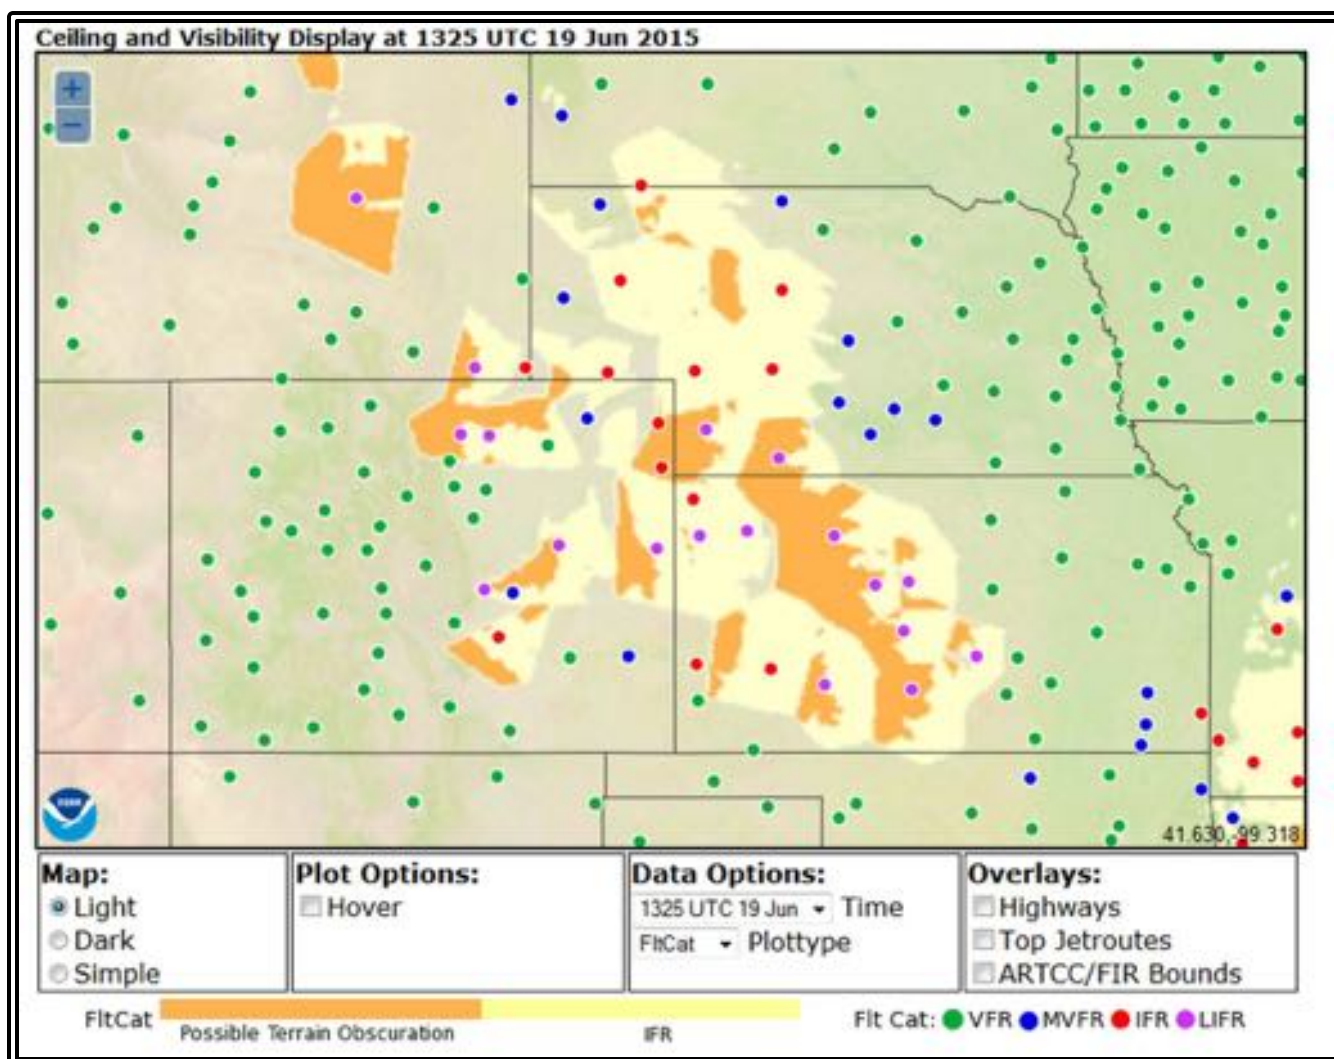 Ceiling and Visibility Display at 1325 UTC 19 Jun 2015
+
−
41.630,-99.318
Map:
Light
Dark
Simple
Plot Options:
Hover
Data Options:
1325 UTC 19 Jun Time
FltCat Plottype
Overlays:
Highways
Top Jetroutes
ARTCC/FIR Bounds
FltCat
Possible Terrain Obscuration IFR
Flt Cat: VFR MVFR IFR LIFR